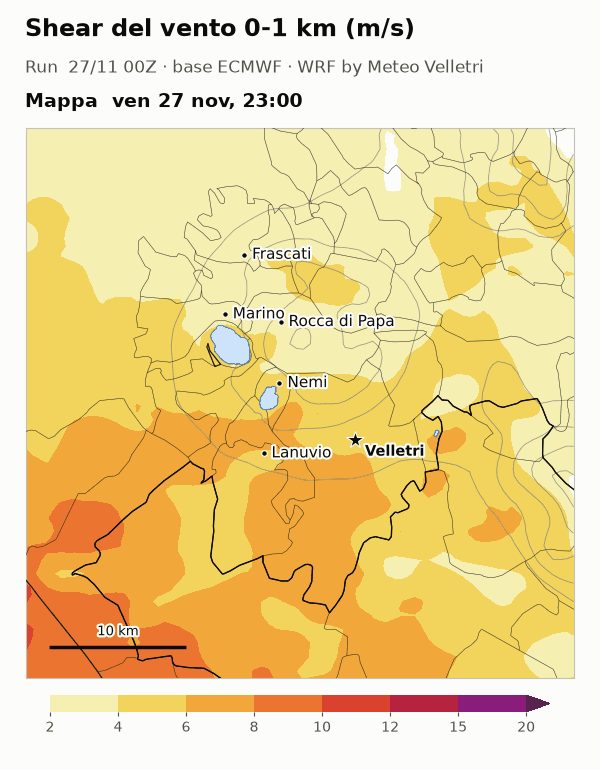 Shear del vento 0-1 km (m/s)
Run  27/11 00Z · base ECMWF · WRF by Meteo Velletri
Mappa  ven 27 nov, 23:00
Frascati
Marino
Rocca di Papa
Nemi
Velletri
Lanuvio
10 km
2 4 6 8 10 12 15 20